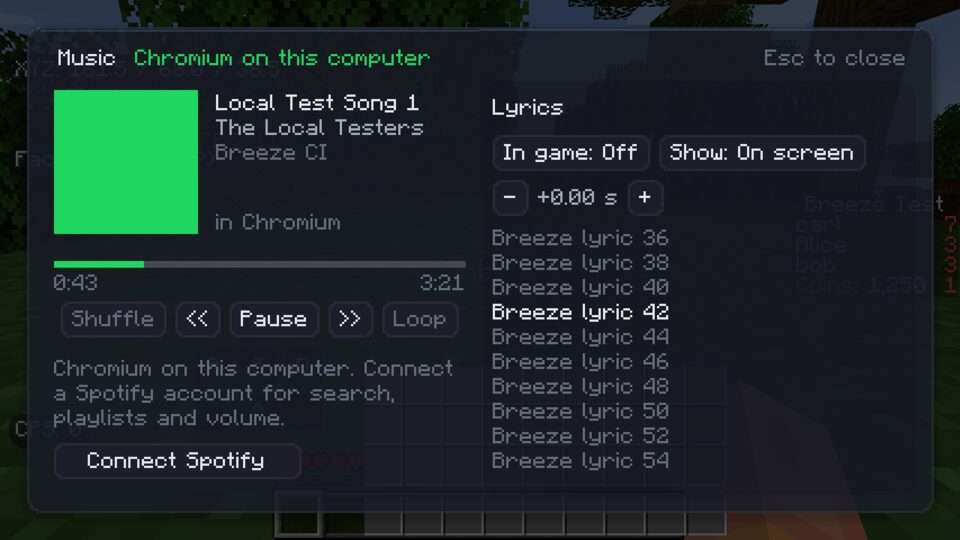 Music Chromium on this computer
Esc to close
Local Test Song 1
The Local Testers
Breeze CI
in Chromium
0:43 3:21
Shuffle << Pause >> Loop
Chromium on this computer. Connect
a Spotify account for search,
playlists and volume.
Connect Spotify
Lyrics
In game: Off Show: On screen
- +0.00 s +
Breeze lyric 36
Breeze lyric 38
Breeze lyric 40
Breeze lyric 42
Breeze lyric 44
Breeze lyric 46
Breeze lyric 48
Breeze lyric 50
Breeze lyric 52
Breeze lyric 54
Breeze Test
carl 7
Alice 3
bob 3
Coins: 1,250 1